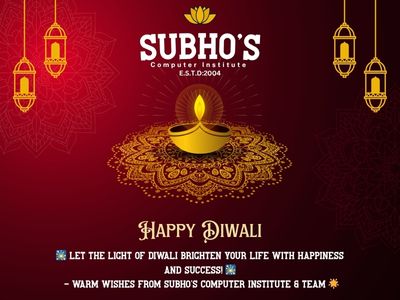 SUBHO'S
Computer Institute
E.S.T.D:2004
Happy Diwali
🎇 LET THE LIGHT OF DIWALI BRIGHTEN YOUR LIFE WITH HAPPINESS
AND SUCCESS! 🎇
- WARM WISHES FROM SUBHO'S COMPUTER INSTITUTE & TEAM 🌟